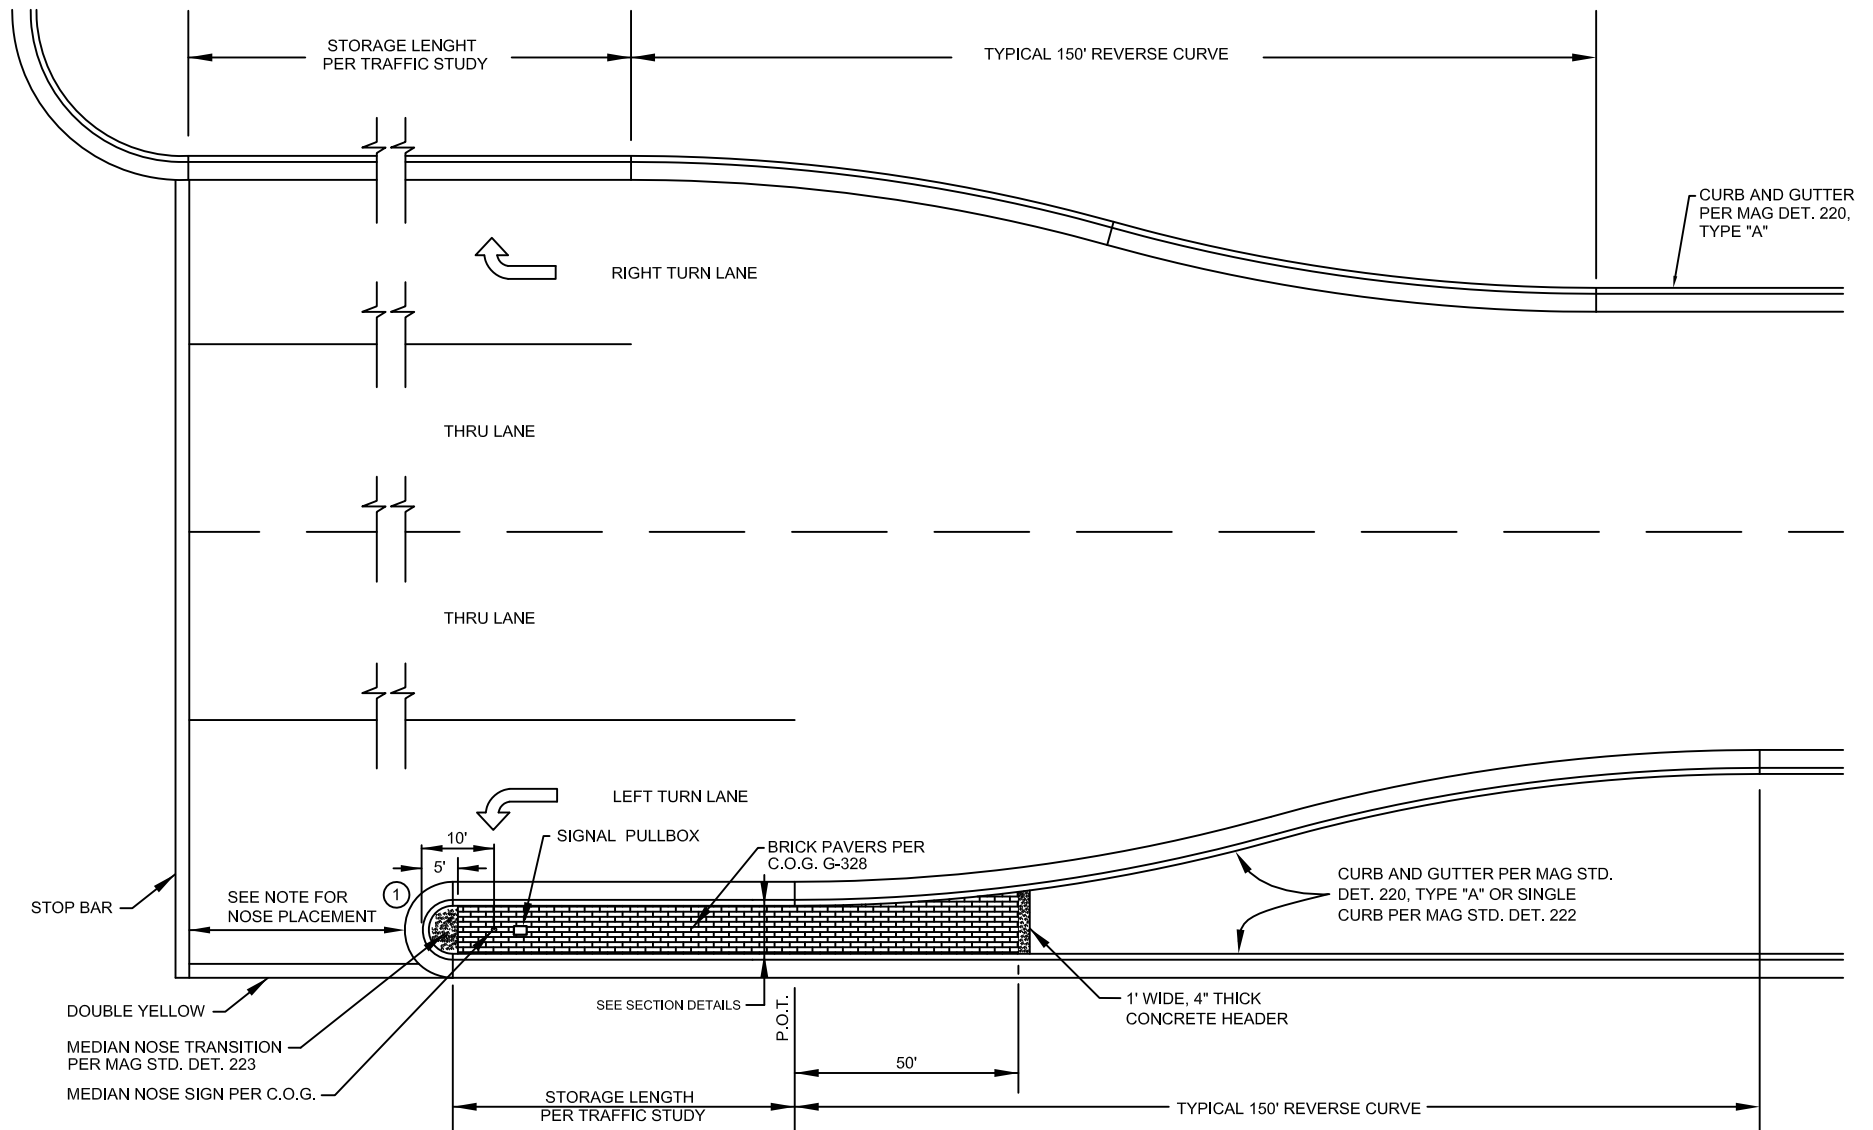 STORAGE LENGHT
PER TRAFFIC STUDY
TYPICAL 150' REVERSE CURVE
CURB AND GUTTER
PER MAG DET. 220,
TYPE "A"
RIGHT TURN LANE
THRU LANE
THRU LANE
LEFT TURN LANE
10'
5'
SIGNAL PULLBOX
BRICK PAVERS PER
C.O.G. G-328
1
SEE NOTE FOR
NOSE PLACEMENT
STOP BAR
CURB AND GUTTER PER MAG STD.
DET. 220, TYPE "A" OR SINGLE
CURB PER MAG STD. DET. 222
DOUBLE YELLOW
SEE SECTION DETAILS
P.O.T.
1' WIDE, 4" THICK
CONCRETE HEADER
MEDIAN NOSE TRANSITION
PER MAG STD. DET. 223
MEDIAN NOSE SIGN PER C.O.G.
50'
STORAGE LENGTH
PER TRAFFIC STUDY
TYPICAL 150' REVERSE CURVE